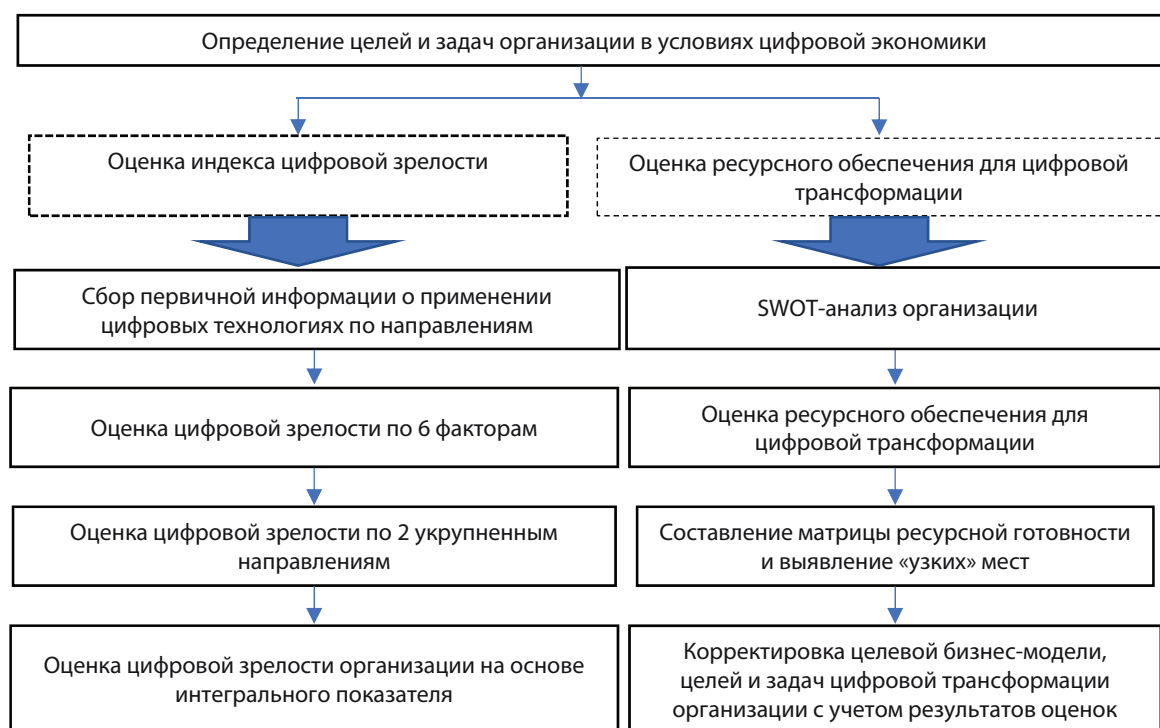 Определение целей и задач организации в условиях цифровой экономики
Оценка индекса цифровой зрелости
Оценка ресурсного обеспечения для цифровой
трансформации
Сбор первичной информации о применении
цифровых технологиях по направлениям
SWOT-анализ организации
Оценка цифровой зрелости по 6 факторам
Оценка ресурсного обеспечения для
цифровой трансформации
Оценка цифровой зрелости по 2 укрупненным
направлениям
Составление матрицы ресурсной готовности
и выявление «узких» мест
Оценка цифровой зрелости организации на основе
интегрального показателя
Корректировка целевой бизнес-модели,
целей и задач цифровой трансформации
организации с учетом результатов оценок